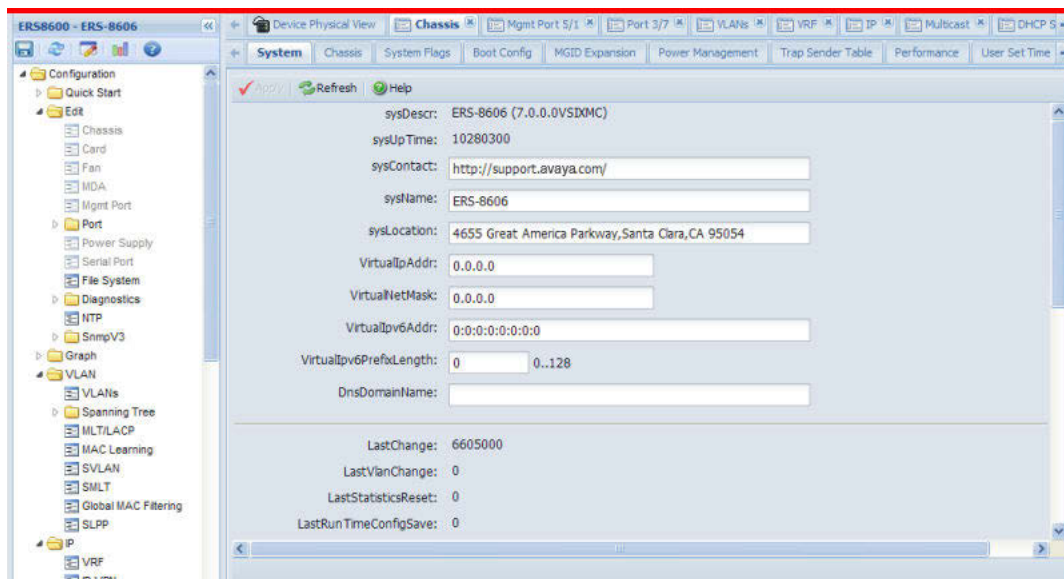 ERS8600 - ERS-8606
Device Physical View
Chassis
Mgmt Port 5/1
Port 3/7
VLANs
VRF
IP
Multicast
DHCP S
System
Chassis
System Flags
Boot Config
MGID Expansion
Power Management
Trap Sender Table
Performance
User Set Time
Configuration
Quick Start
Edit
Chassis
Card
Fan
MDA
Mgmt Port
Port
Power Supply
Serial Port
File System
Diagnostics
NTP
SnmpV3
Graph
VLAN
VLANs
Spanning Tree
MLT/LACP
MAC Learning
SVLAN
SMLT
Global MAC Filtering
SLPP
IP
VRF
Apply Refresh Help
sysDescr: ERS-8606 (7.0.0.0VSIXMC)
sysUpTime: 10280300
sysContact: http://support.avaya.com/
sysName: ERS-8606
sysLocation: 4655 Great America Parkway,Santa Clara,CA 95054
VirtualIpAddr: 0.0.0.0
VirtualNetMask: 0.0.0.0
VirtualIpv6Addr: 0:0:0:0:0:0:0:0
VirtualIpv6PrefixLength: 0 0..128
DnsDomainName:
LastChange: 6605000
LastVlanChange: 0
LastStatisticsReset: 0
LastRunTimeConfigSave: 0